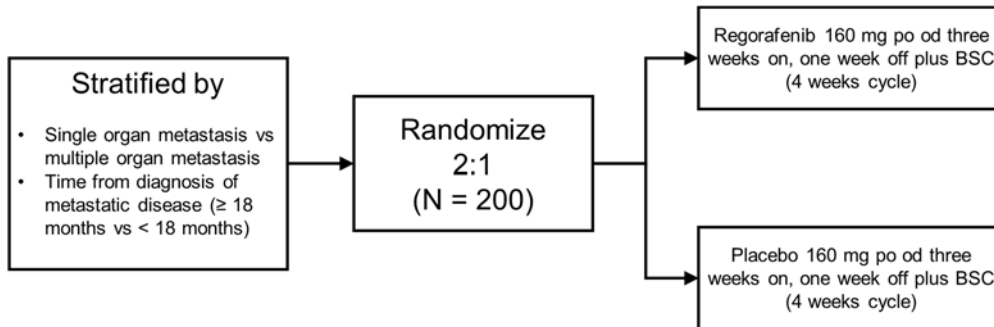 Stratified by
• Single organ metastasis vs
multiple organ metastasis
• Time from diagnosis of
metastatic disease (≥ 18
months vs < 18 months)
Randomize
2:1
(N = 200)
Regorafenib 160 mg po od three
weeks on, one week off plus BSC
(4 weeks cycle)
Placebo 160 mg po od three
weeks on, one week off plus BSC
(4 weeks cycle)